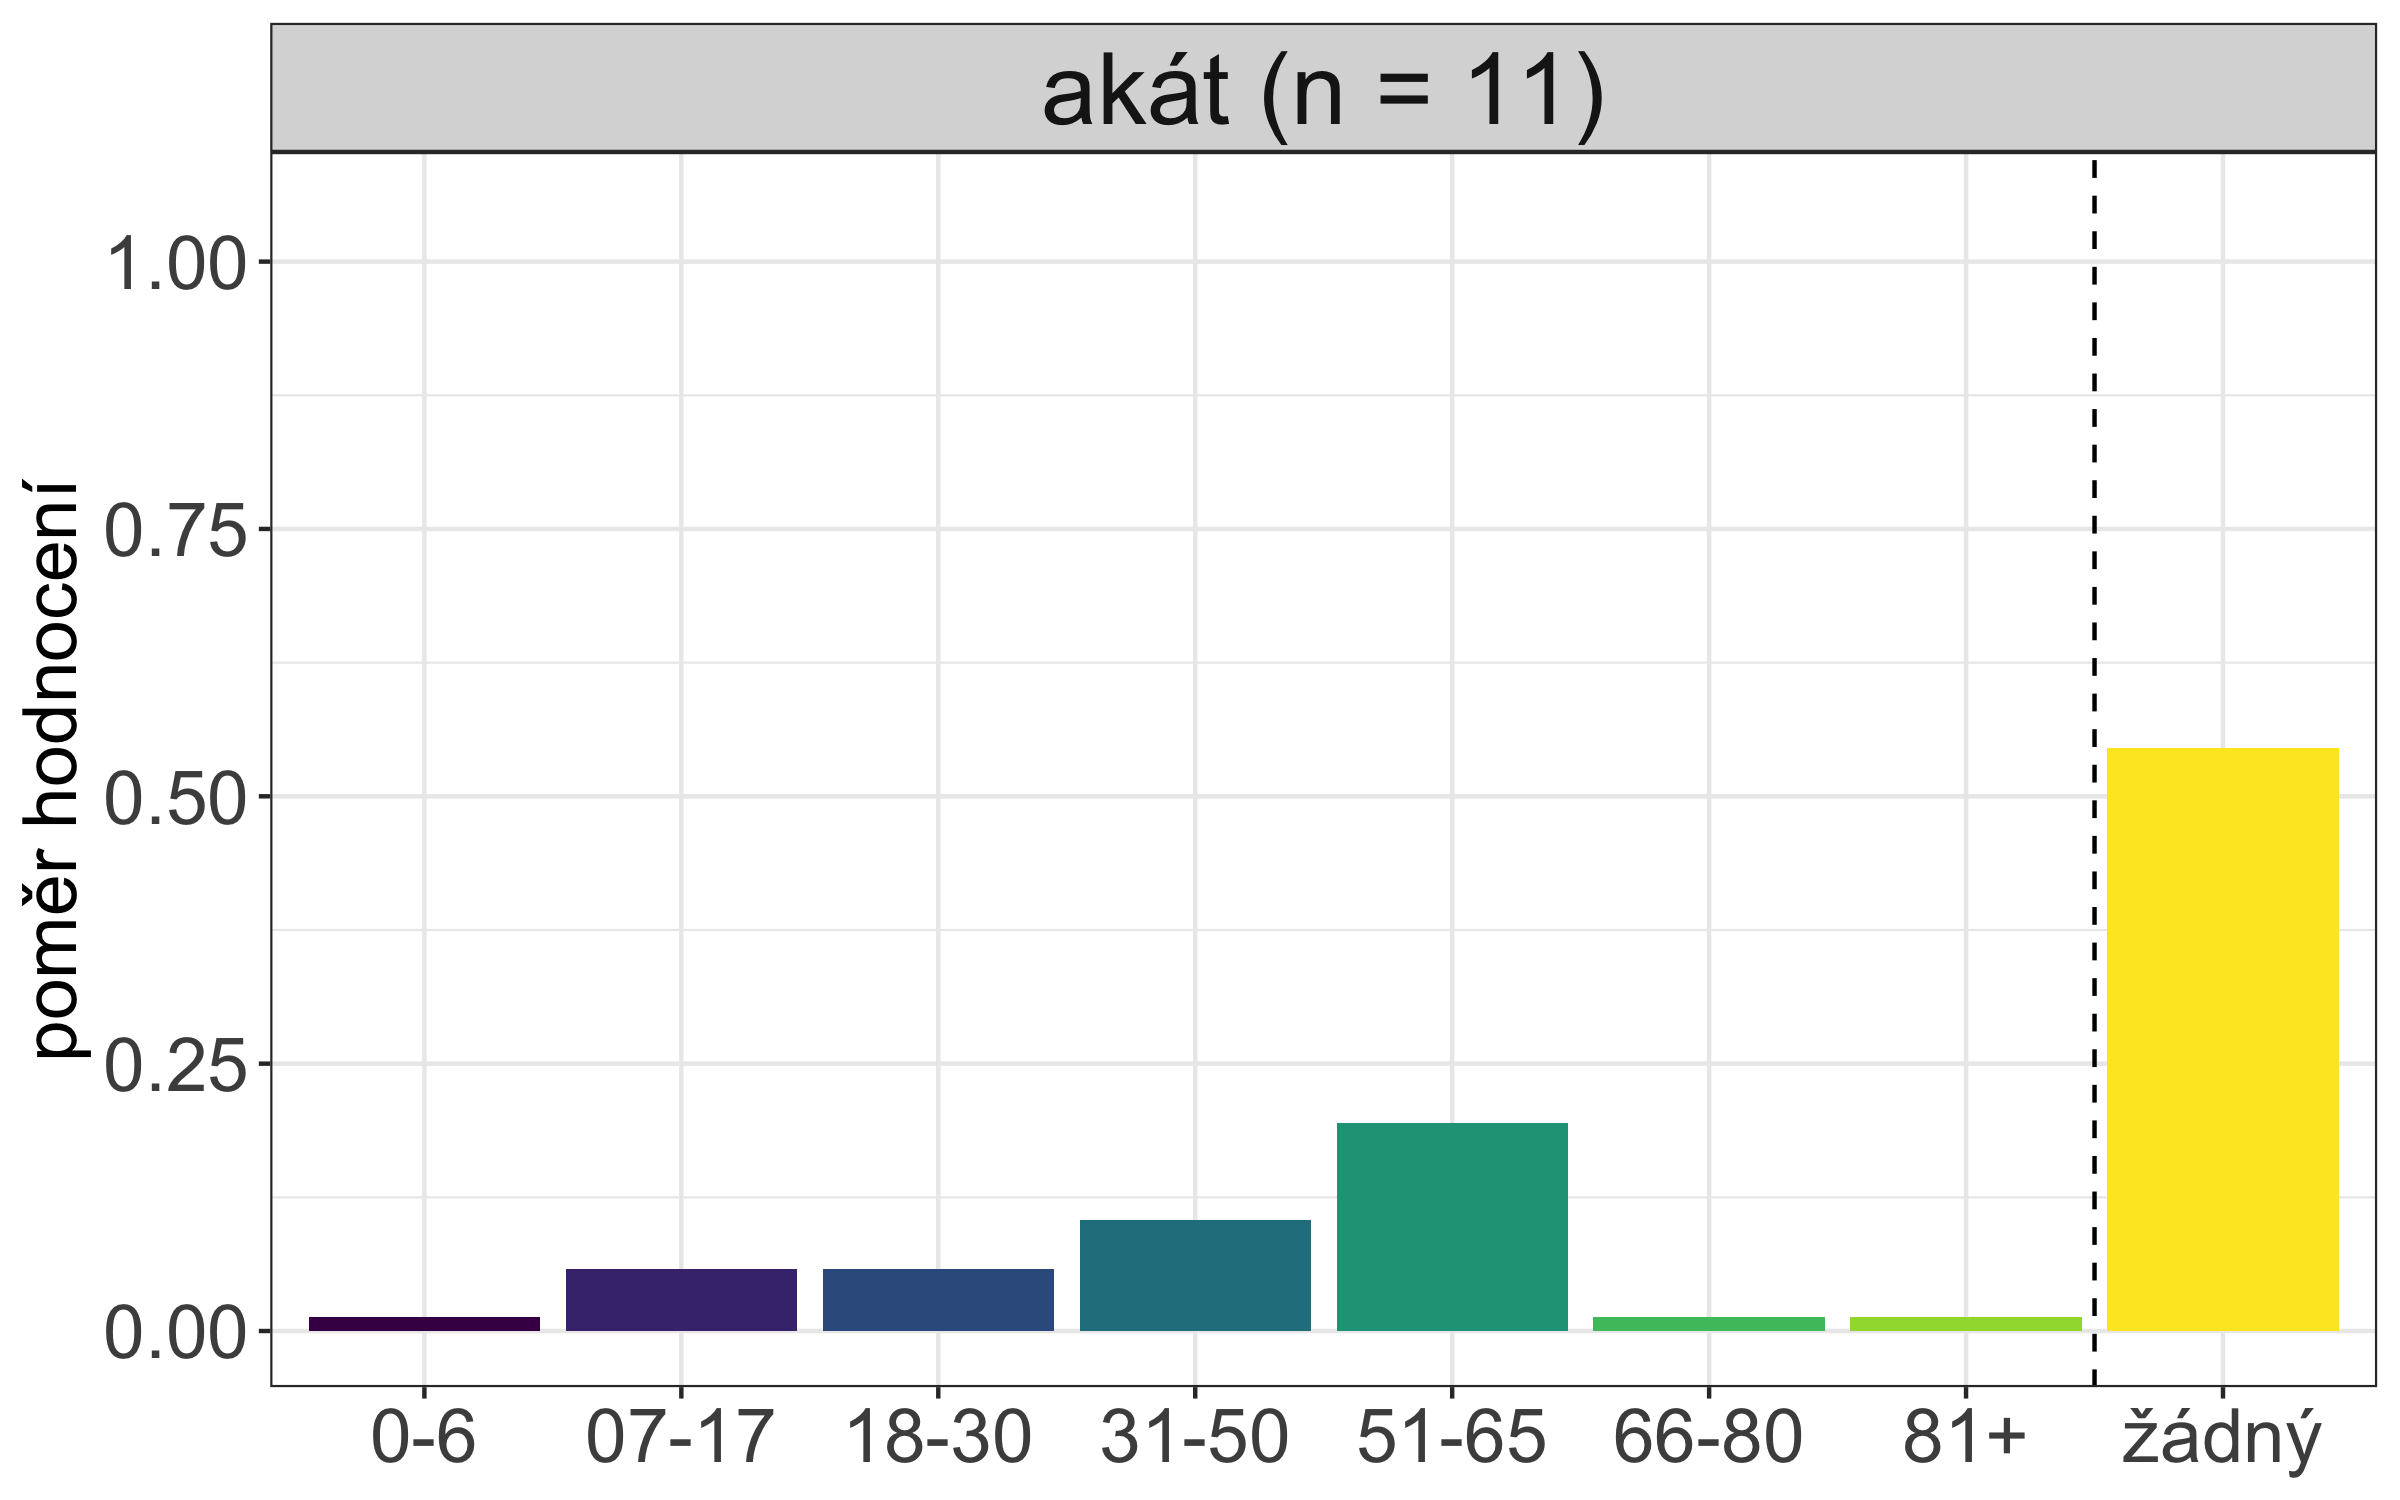 akát (n = 11)
poměr hodnocení
1.00
0.75
0.50
0.25
0.00
0-6 07-17 18-30 31-50 51-65 66-80 81+ žádný